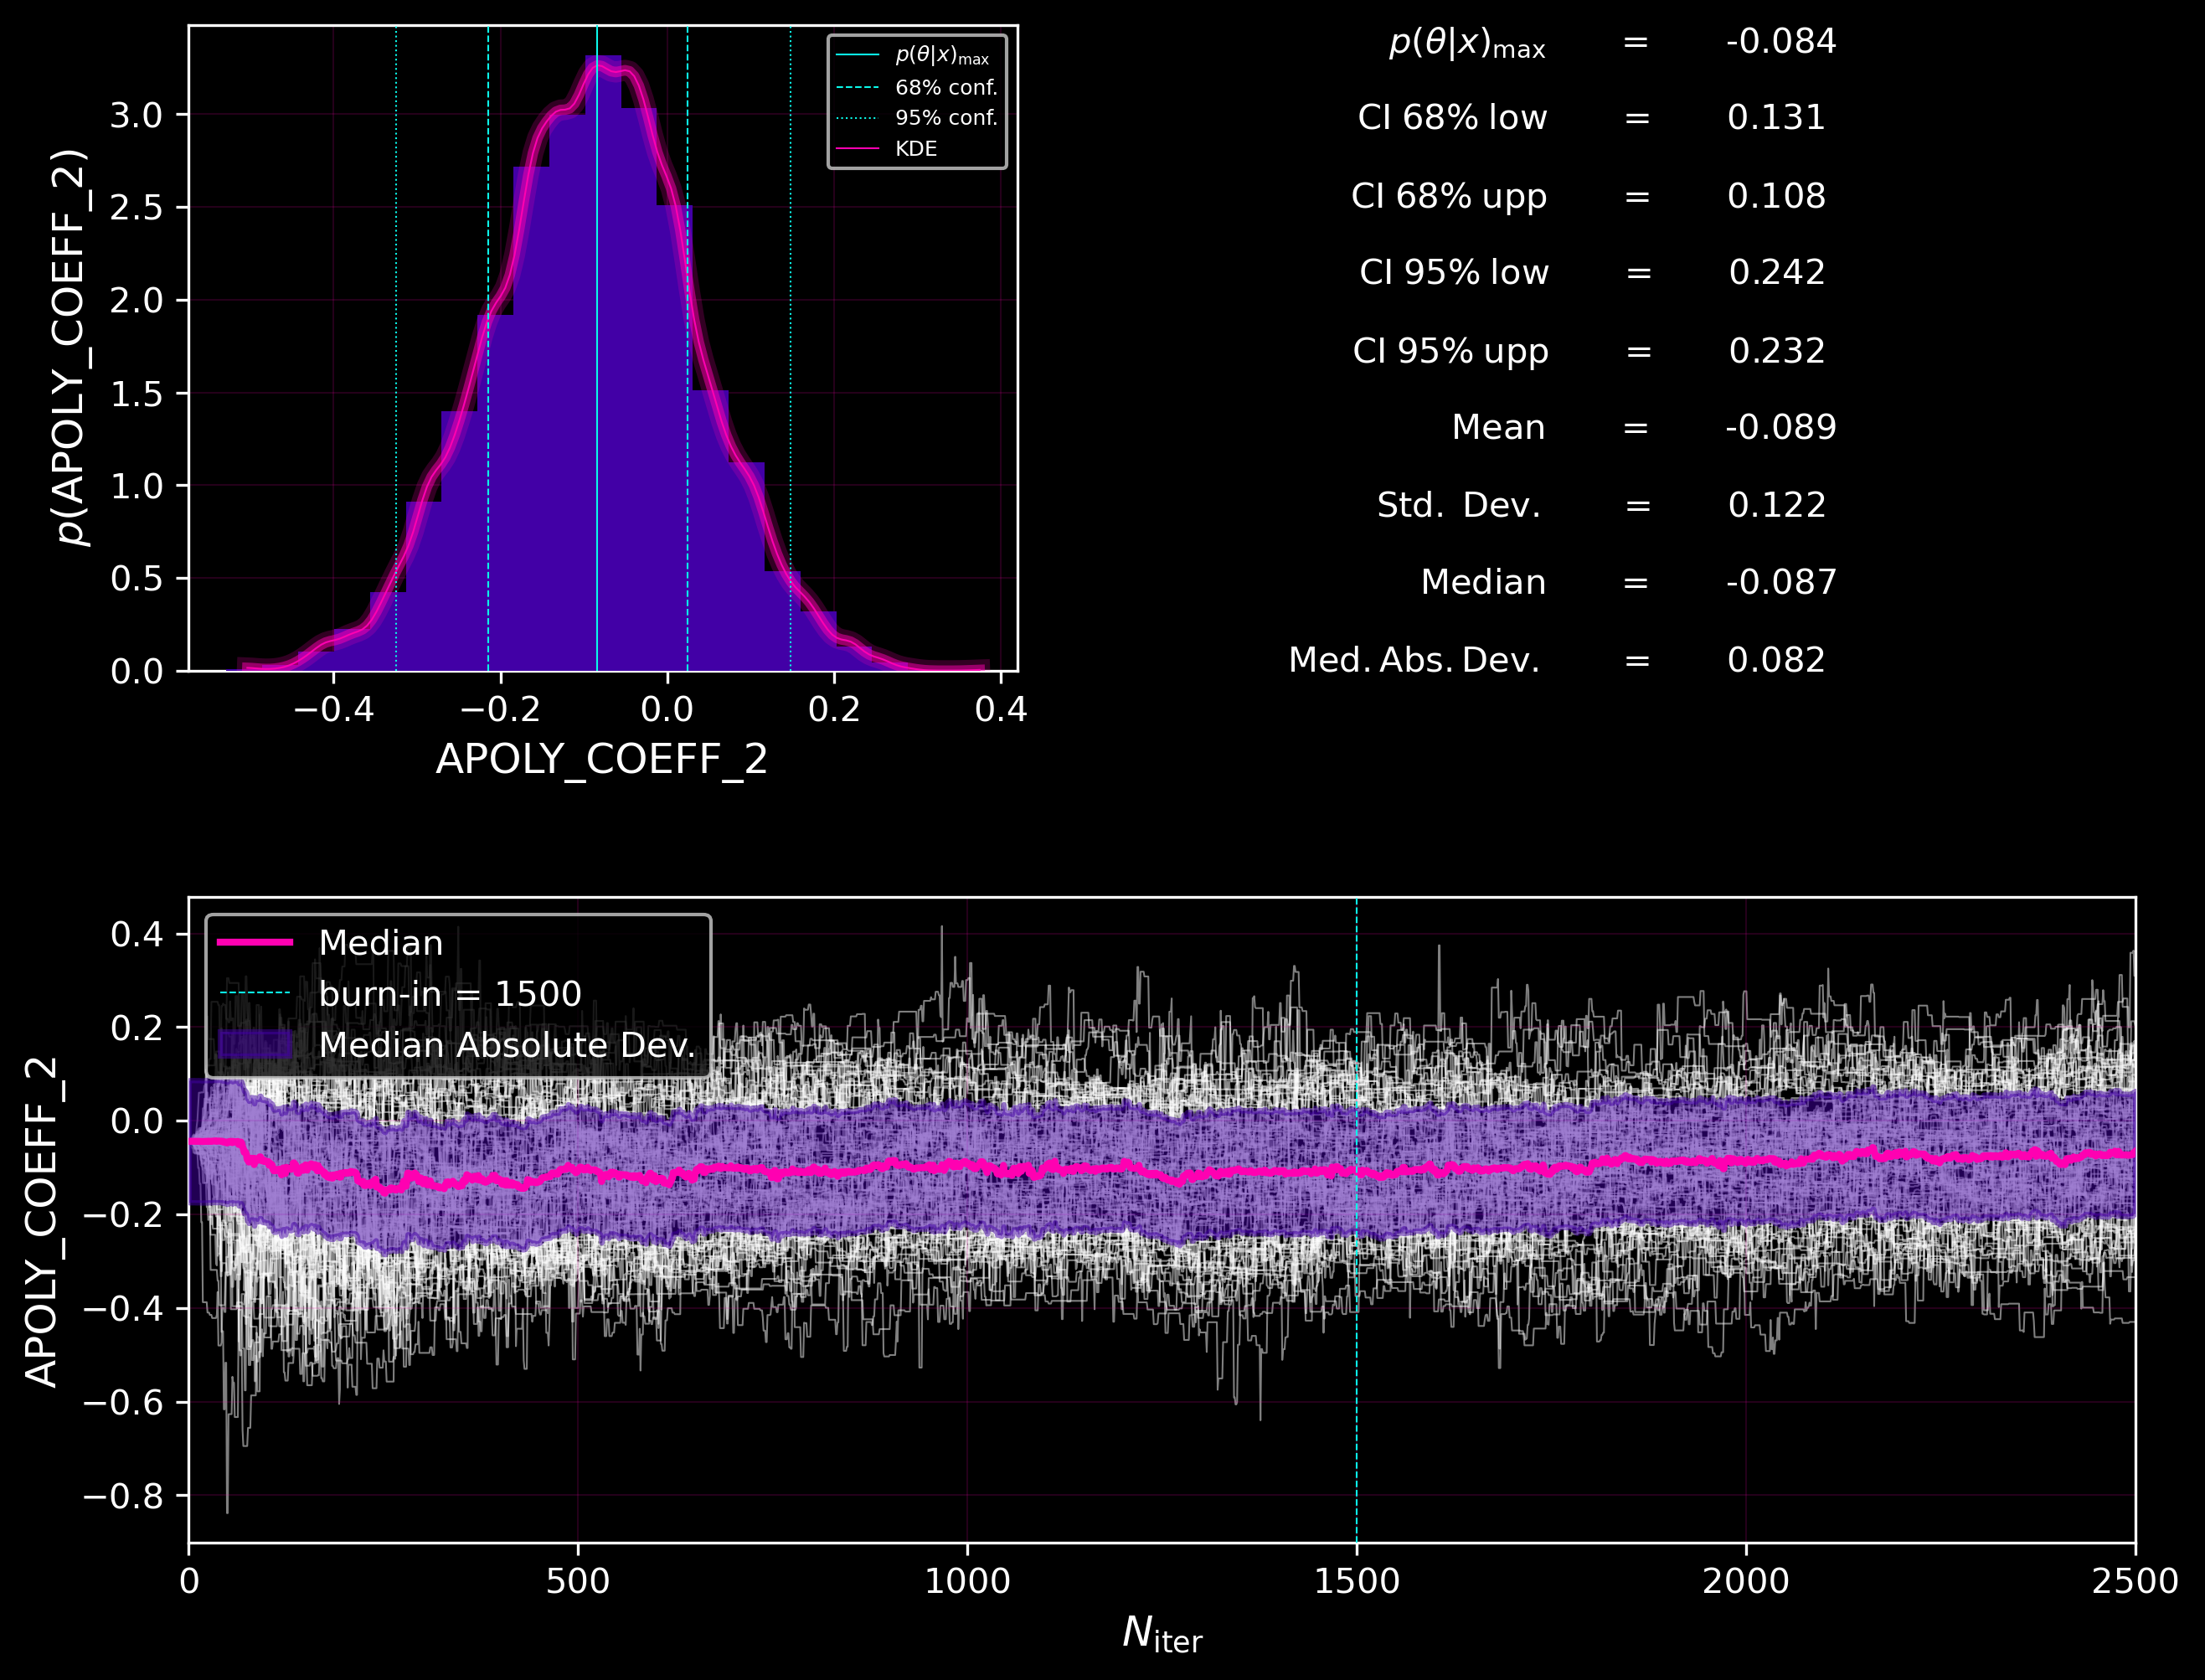 p(APOLY_COEFF_2)
3.0
2.5
2.0
1.5
1.0
0.5
0.0
−0.4 −0.2 0.0 0.2 0.4
APOLY_COEFF_2
p(θ|x)max
68% conf.
95% conf.
KDE
p(θ|x)max = -0.084
CI 68% low = 0.131
CI 68% upp = 0.108
CI 95% low = 0.242
CI 95% upp = 0.232
Mean = -0.089
Std. Dev. = 0.122
Median = -0.087
Med. Abs. Dev. = 0.082
APOLY_COEFF_2
0.4
0.2
0.0
−0.2
−0.4
−0.6
−0.8
Median
burn-in = 1500
Median Absolute Dev.
0 500 1000 1500 2000 2500
Niter